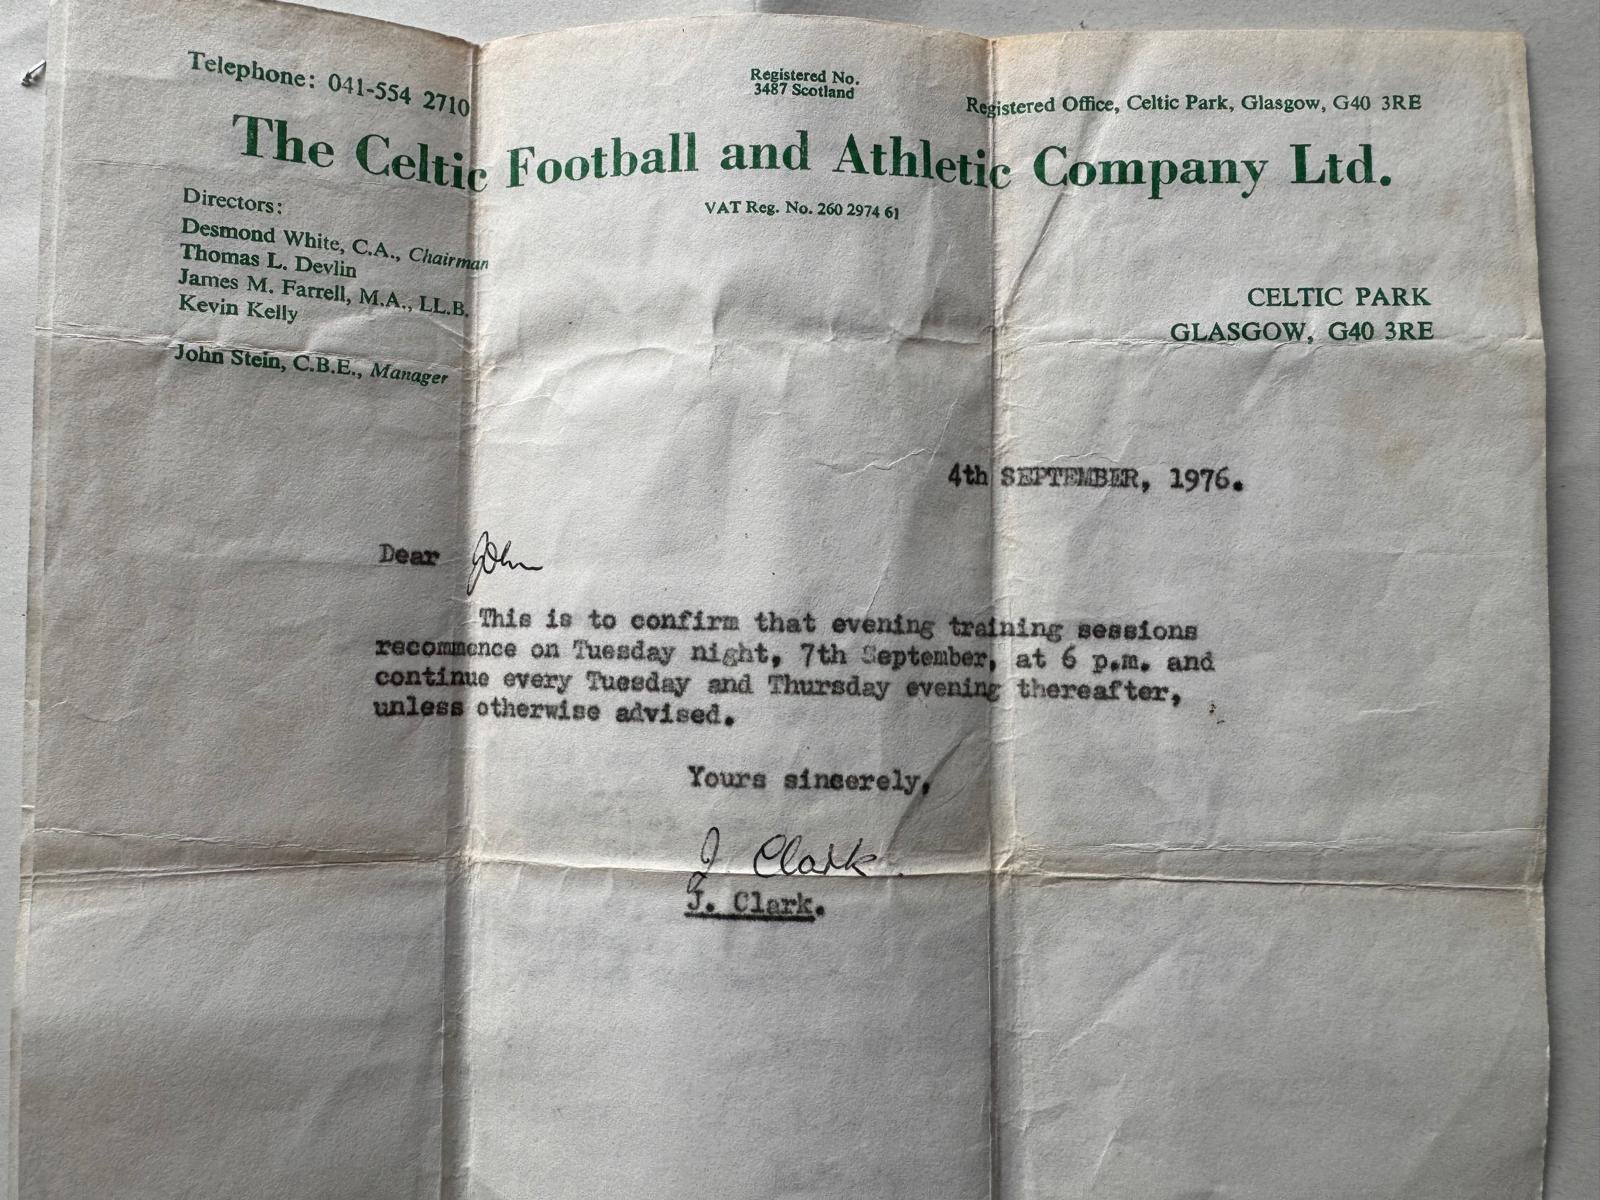 Telephone: 041-554 2710
Registered No.
3487 Scotland
Registered Office, Celtic Park, Glasgow, G40 3RE
The Celtic Football and Athletic Company Ltd.
VAT Reg. No. 260 2974 61
Directors:
Desmond White, C.A., Chairman
Thomas L. Devlin
James M. Farrell, M.A., LL.B.
Kevin Kelly
John Stein, C.B.E., Manager
CELTIC PARK
GLASGOW, G40 3RE
4th SEPTEMBER, 1976.
Dear John
This is to confirm that evening training sessions
recommence on Tuesday night, 7th September, at 6 p.m. and
continue every Tuesday and Thursday evening thereafter,
unless otherwise advised.
Yours sincerely,
J Clark.
J. Clark.